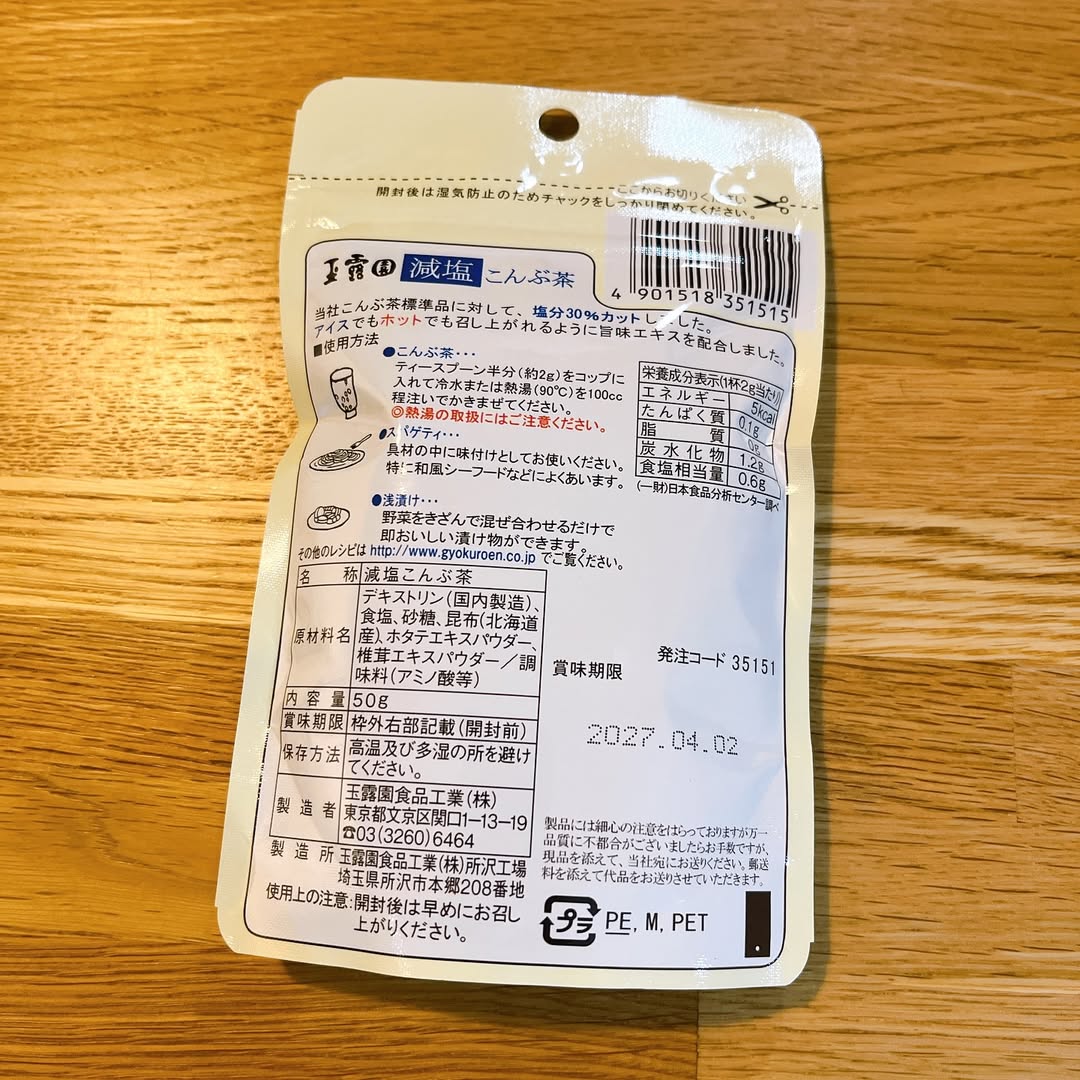 ここからお切りください
開封後は湿気防止のためチャックをしっかり閉めてください。
4 901518 351515
玉露園 減塩 こんぶ茶
当社こんぶ茶標準品に対して、塩分30%カットしました。
アイスでもホットでも召し上がれるように旨味エキスを配合しました。
■使用方法
●こんぶ茶・・・
ティースプーン半分(約2g)をコップに
入れて冷水または熱湯(90℃)を100cc
程注いでかきまぜてください。
◎熱湯の取扱にはご注意ください。
●スパゲティ・・・
具材の中に味付けとしてお使いください。
特に和風シーフードなどによくあいます。
●浅漬け・・・
野菜をきざんで混ぜ合わせるだけで
即おいしい漬け物ができます。
その他のレシピは http://www.gyokuroen.co.jp でご覧ください。
栄養成分表示(1杯2g当たり)
エネルギー 5kcal
たんぱく質 0.1g
脂質 0g
炭水化物 1.2g
食塩相当量 0.6g
(一財)日本食品分析センター調べ
名称 減塩こんぶ茶
原材料名 デキストリン(国内製造)、
食塩、砂糖、昆布(北海道
産)、ホタテエキスパウダー、
椎茸エキスパウダー/調
味料(アミノ酸等)
内容量 50g
賞味期限 枠外右部記載(開封前)
保存方法 高温及び多湿の所を避け
てください。
製造者 玉露園食品工業(株)
東京都文京区関口1-13-19
☎03(3260)6464
製造所 玉露園食品工業(株)所沢工場
埼玉県所沢市本郷208番地
使用上の注意:開封後は早めにお召し
上がりください。
発注コード 35151
賞味期限
2027.04.02
製品には細心の注意をはらっておりますが万一
品質に不都合がございましたらお手数ですが、
現品を添えて、当社宛にお送りください。郵送
料を添えて代品をお送りさせていただきます。
プラ PE, M, PET